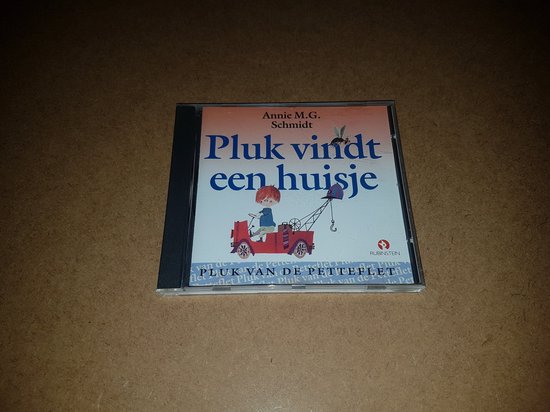 Annie M.G.
Schmidt
Pluk vindt
een huisje
RUBINSTEIN
PLUK VAN DE PETTEFLET